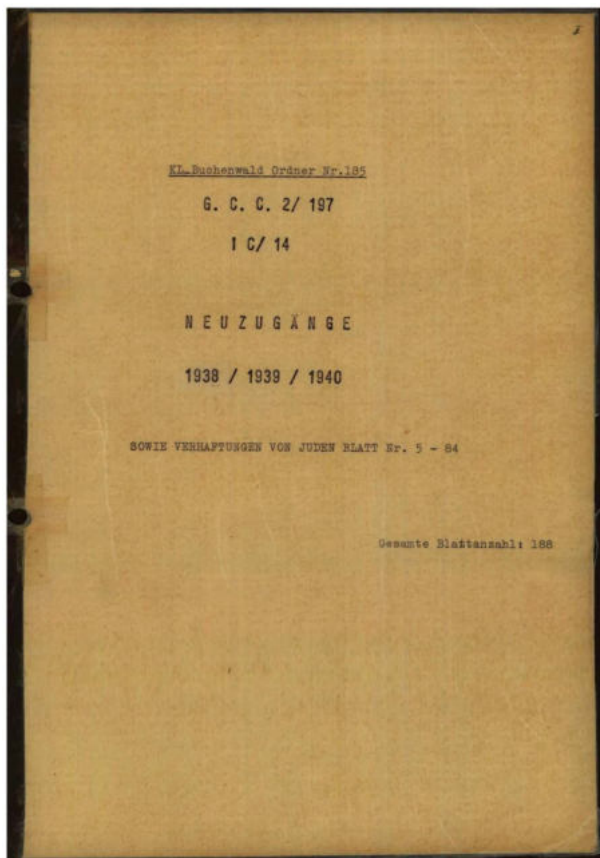 KL.Buchenwald Ordner Nr.185
G. C. C. 2/ 197
I C/ 14
NEUZUGÄNGE
1938 / 1939 / 1940
SOWIE VERHAFTUNGEN VON JUDEN BLATT Nr. 5 - 84
Gesamte Blattanzahl: 188